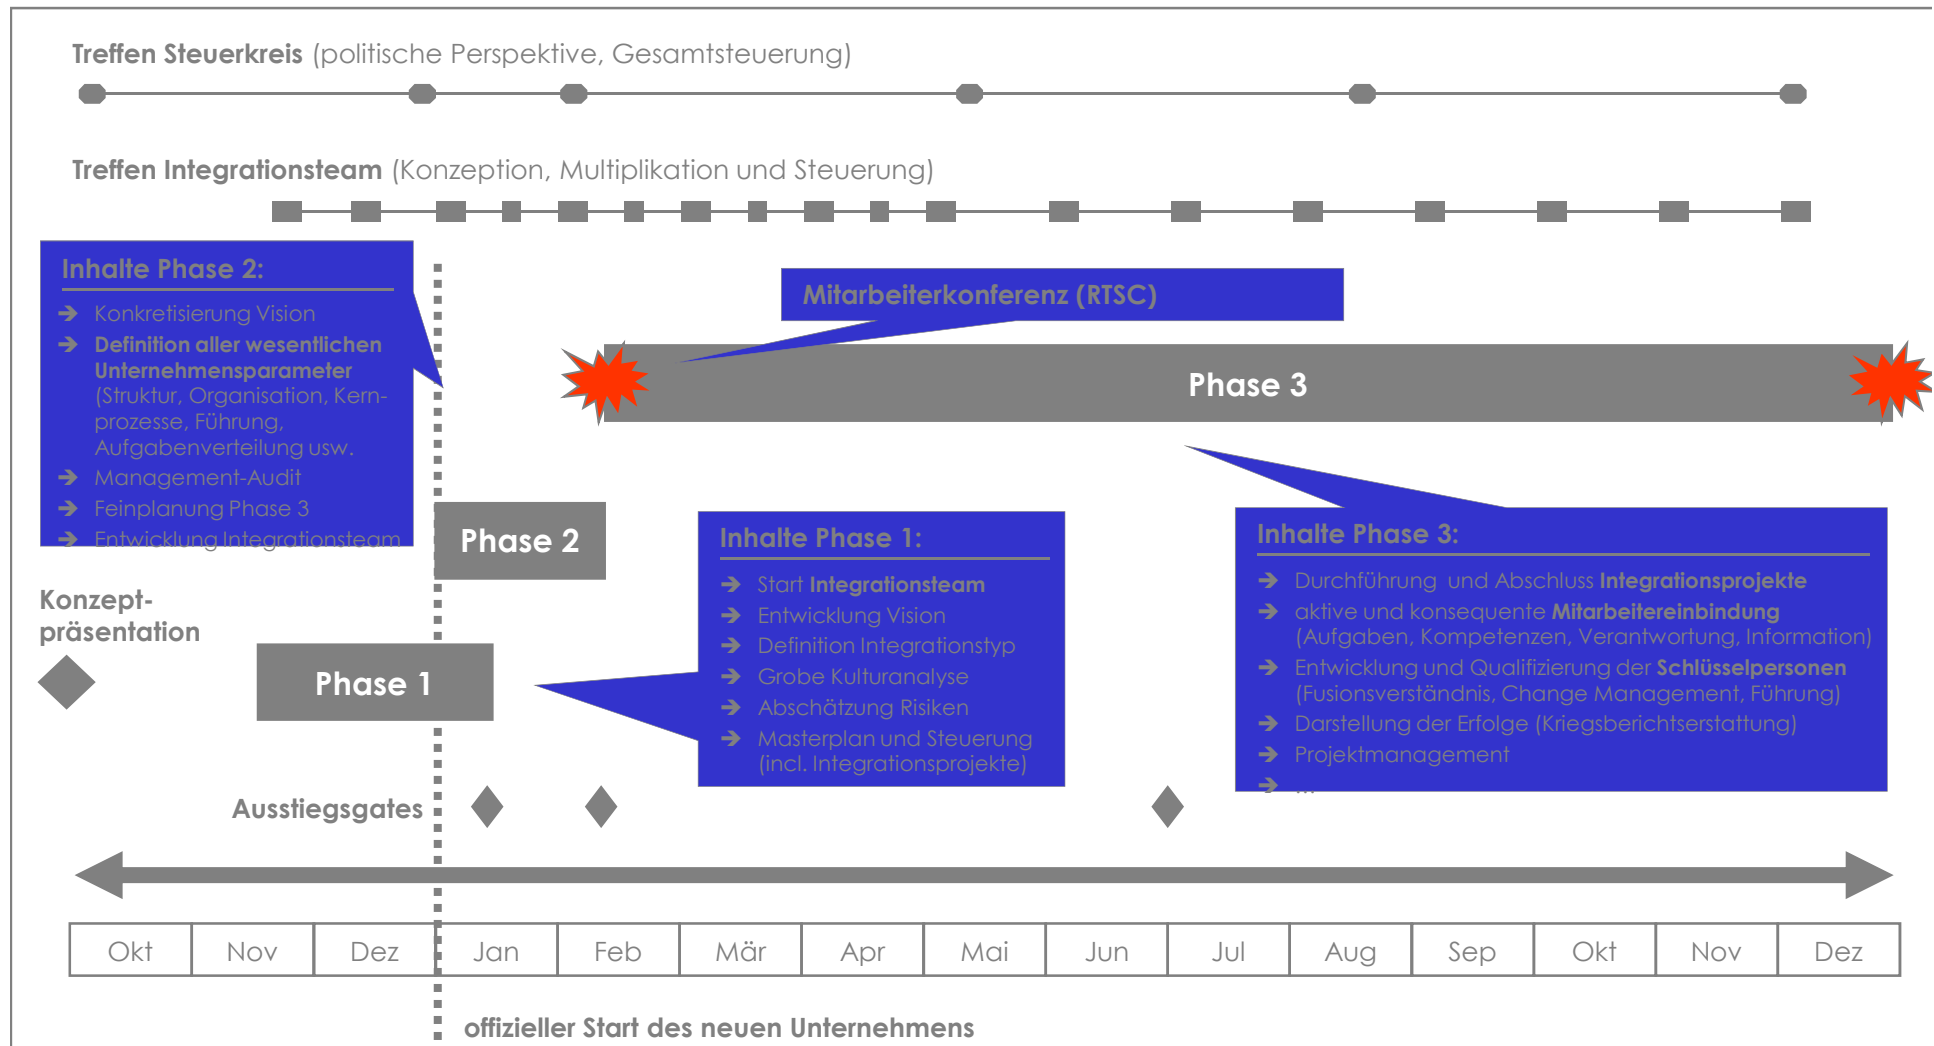 Treffen Steuerkreis (politische Perspektive, Gesamtsteuerung)
Treffen Integrationsteam (Konzeption, Multiplikation und Steuerung)
Inhalte Phase 2:
➔ Konkretisierung Vision
➔ Definition aller wesentlichen
Unternehmensparameter
(Struktur, Organisation, Kern-
prozesse, Führung,
Aufgabenverteilung usw.
➔ Management-Audit
➔ Feinplanung Phase 3
➔ Entwicklung Integrationsteam
Mitarbeiterkonferenz (RTSC)
Phase 3
Phase 2
Inhalte Phase 1:
➔ Start Integrationsteam
➔ Entwicklung Vision
➔ Definition Integrationstyp
➔ Grobe Kulturanalyse
➔ Abschätzung Risiken
➔ Masterplan und Steuerung
(incl. Integrationsprojekte)
Inhalte Phase 3:
➔ Durchführung und Abschluss Integrationsprojekte
➔ aktive und konsequente Mitarbeitereinbindung
(Aufgaben, Kompetenzen, Verantwortung, Information)
➔ Entwicklung und Qualifizierung der Schlüsselpersonen
(Fusionsverständnis, Change Management, Führung)
➔ Darstellung der Erfolge (Kriegsberichtserstattung)
➔ Projektmanagement
➔ ...
Konzept-
präsentation
Phase 1
Ausstiegsgates
Okt Nov Dez Jan Feb Mär Apr Mai Jun Jul Aug Sep Okt Nov Dez
offizieller Start des neuen Unternehmens